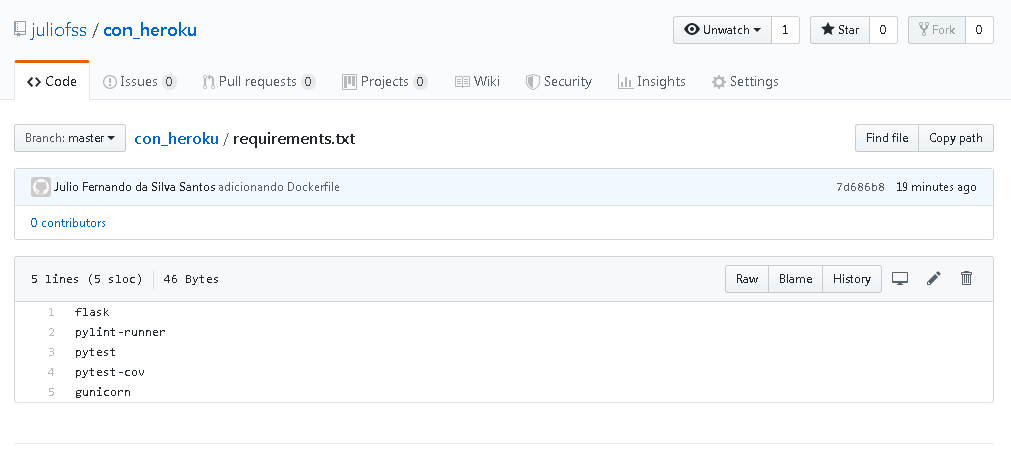 juliofss / con_heroku
Unwatch 1 Star 0 Fork 0
Code Issues 0 Pull requests 0 Projects 0 Wiki Security Insights Settings
Branch: master con_heroku / requirements.txt Find file Copy path
Julio Fernando da Silva Santos adicionando Dockerfile 7d686b8 19 minutes ago
0 contributors
5 lines (5 sloc) 46 Bytes Raw Blame History
1 flask
2 pylint-runner
3 pytest
4 pytest-cov
5 gunicorn